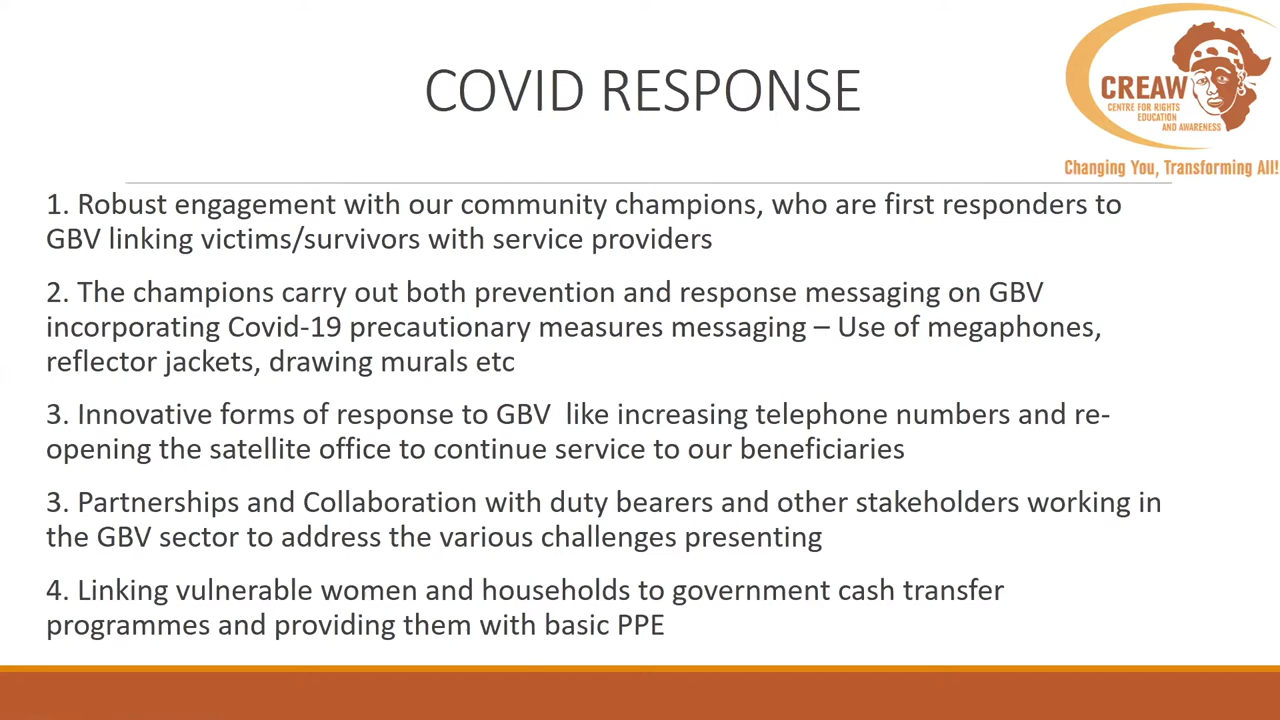 COVID RESPONSE
CREAW
CENTRE FOR RIGHTS
EDUCATION
AND AWARENESS
Changing You, Transforming All!
1. Robust engagement with our community champions, who are first responders to
GBV linking victims/survivors with service providers
2. The champions carry out both prevention and response messaging on GBV
incorporating Covid-19 precautionary measures messaging – Use of megaphones,
reflector jackets, drawing murals etc
3. Innovative forms of response to GBV  like increasing telephone numbers and re-
opening the satellite office to continue service to our beneficiaries
3. Partnerships and Collaboration with duty bearers and other stakeholders working in
the GBV sector to address the various challenges presenting
4. Linking vulnerable women and households to government cash transfer
programmes and providing them with basic PPE